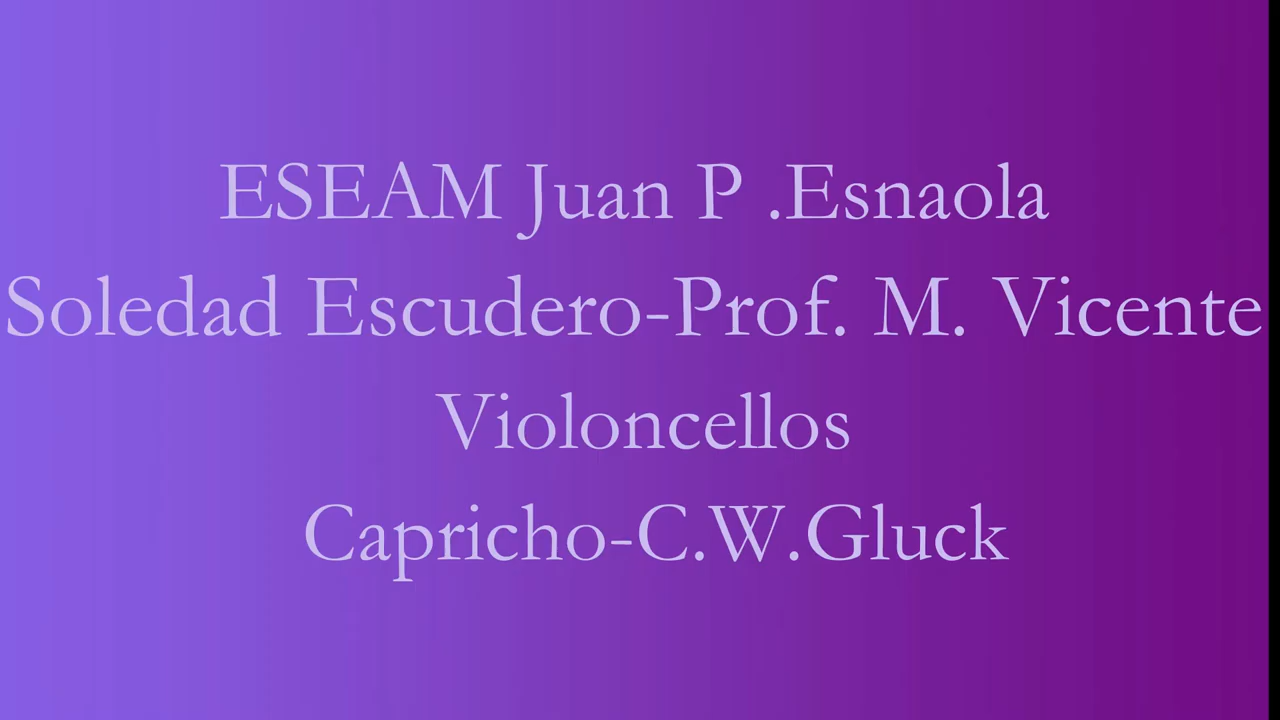 ESEAM Juan P .Esnaola
Soledad Escudero-Prof. M. Vicente
Violoncellos
Capricho-C.W.Gluck